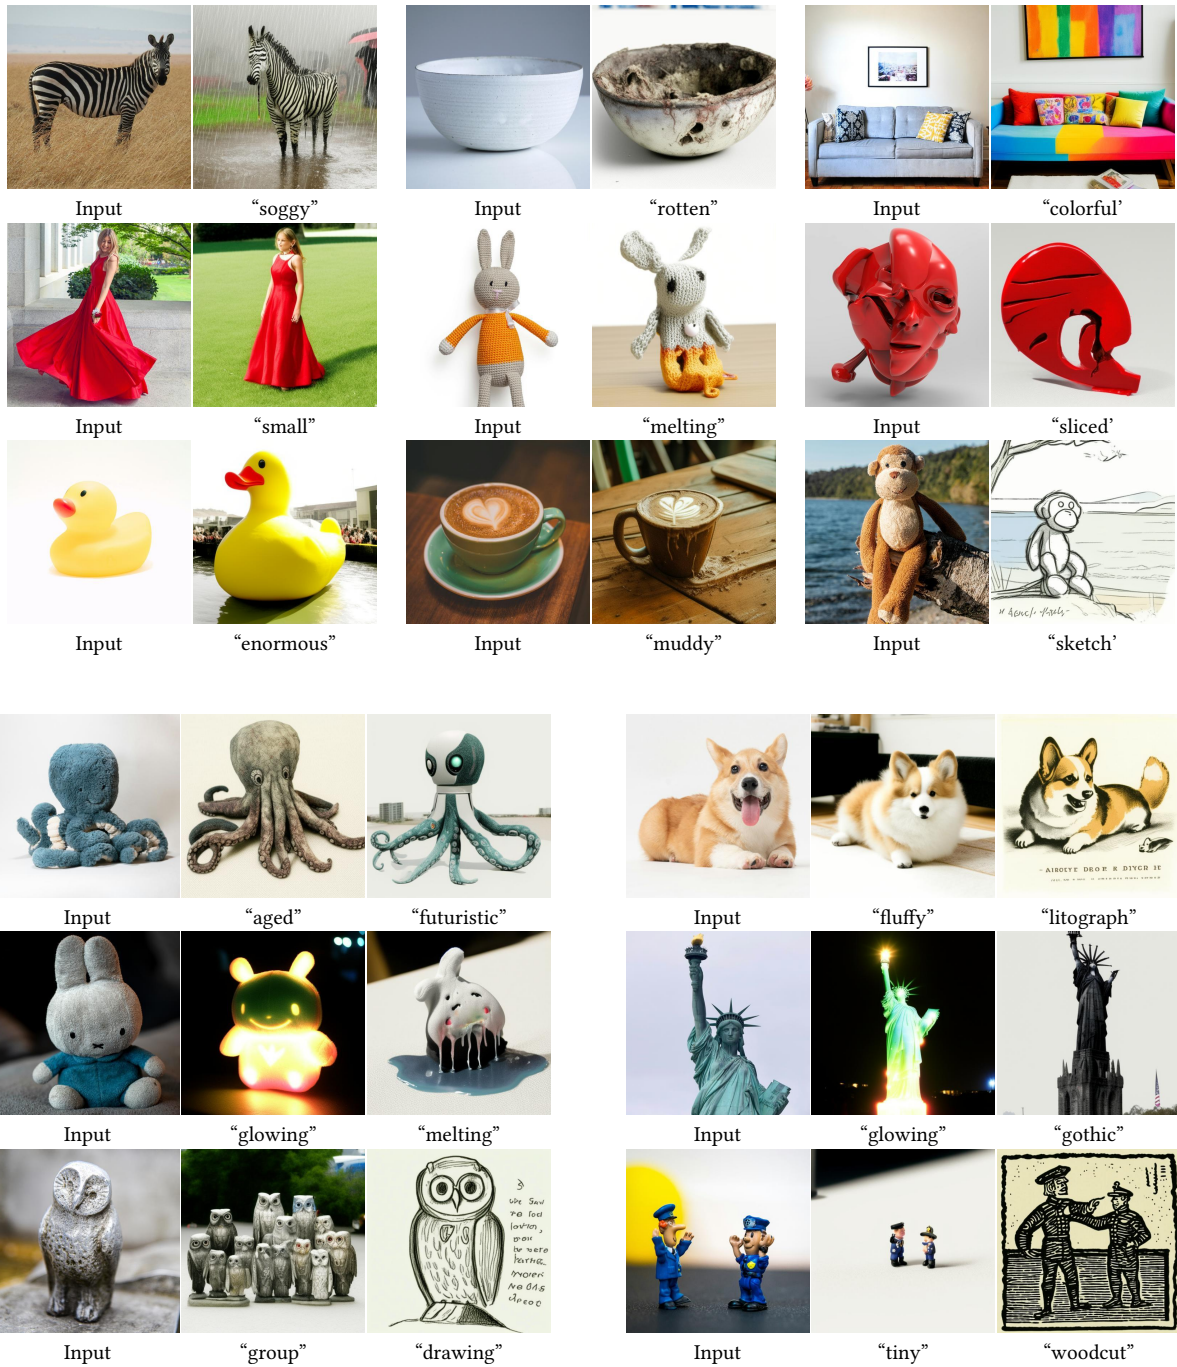 Input “soggy” Input “rotten” Input “colorful’
Input “small” Input “melting” Input “sliced’
Input “enormous” Input “muddy” Input “sketch’
Input “aged” “futuristic” Input “fluffy” “litograph”
Input “glowing” “melting” Input “glowing” “gothic”
Input “group” “drawing” Input “tiny” “woodcut”